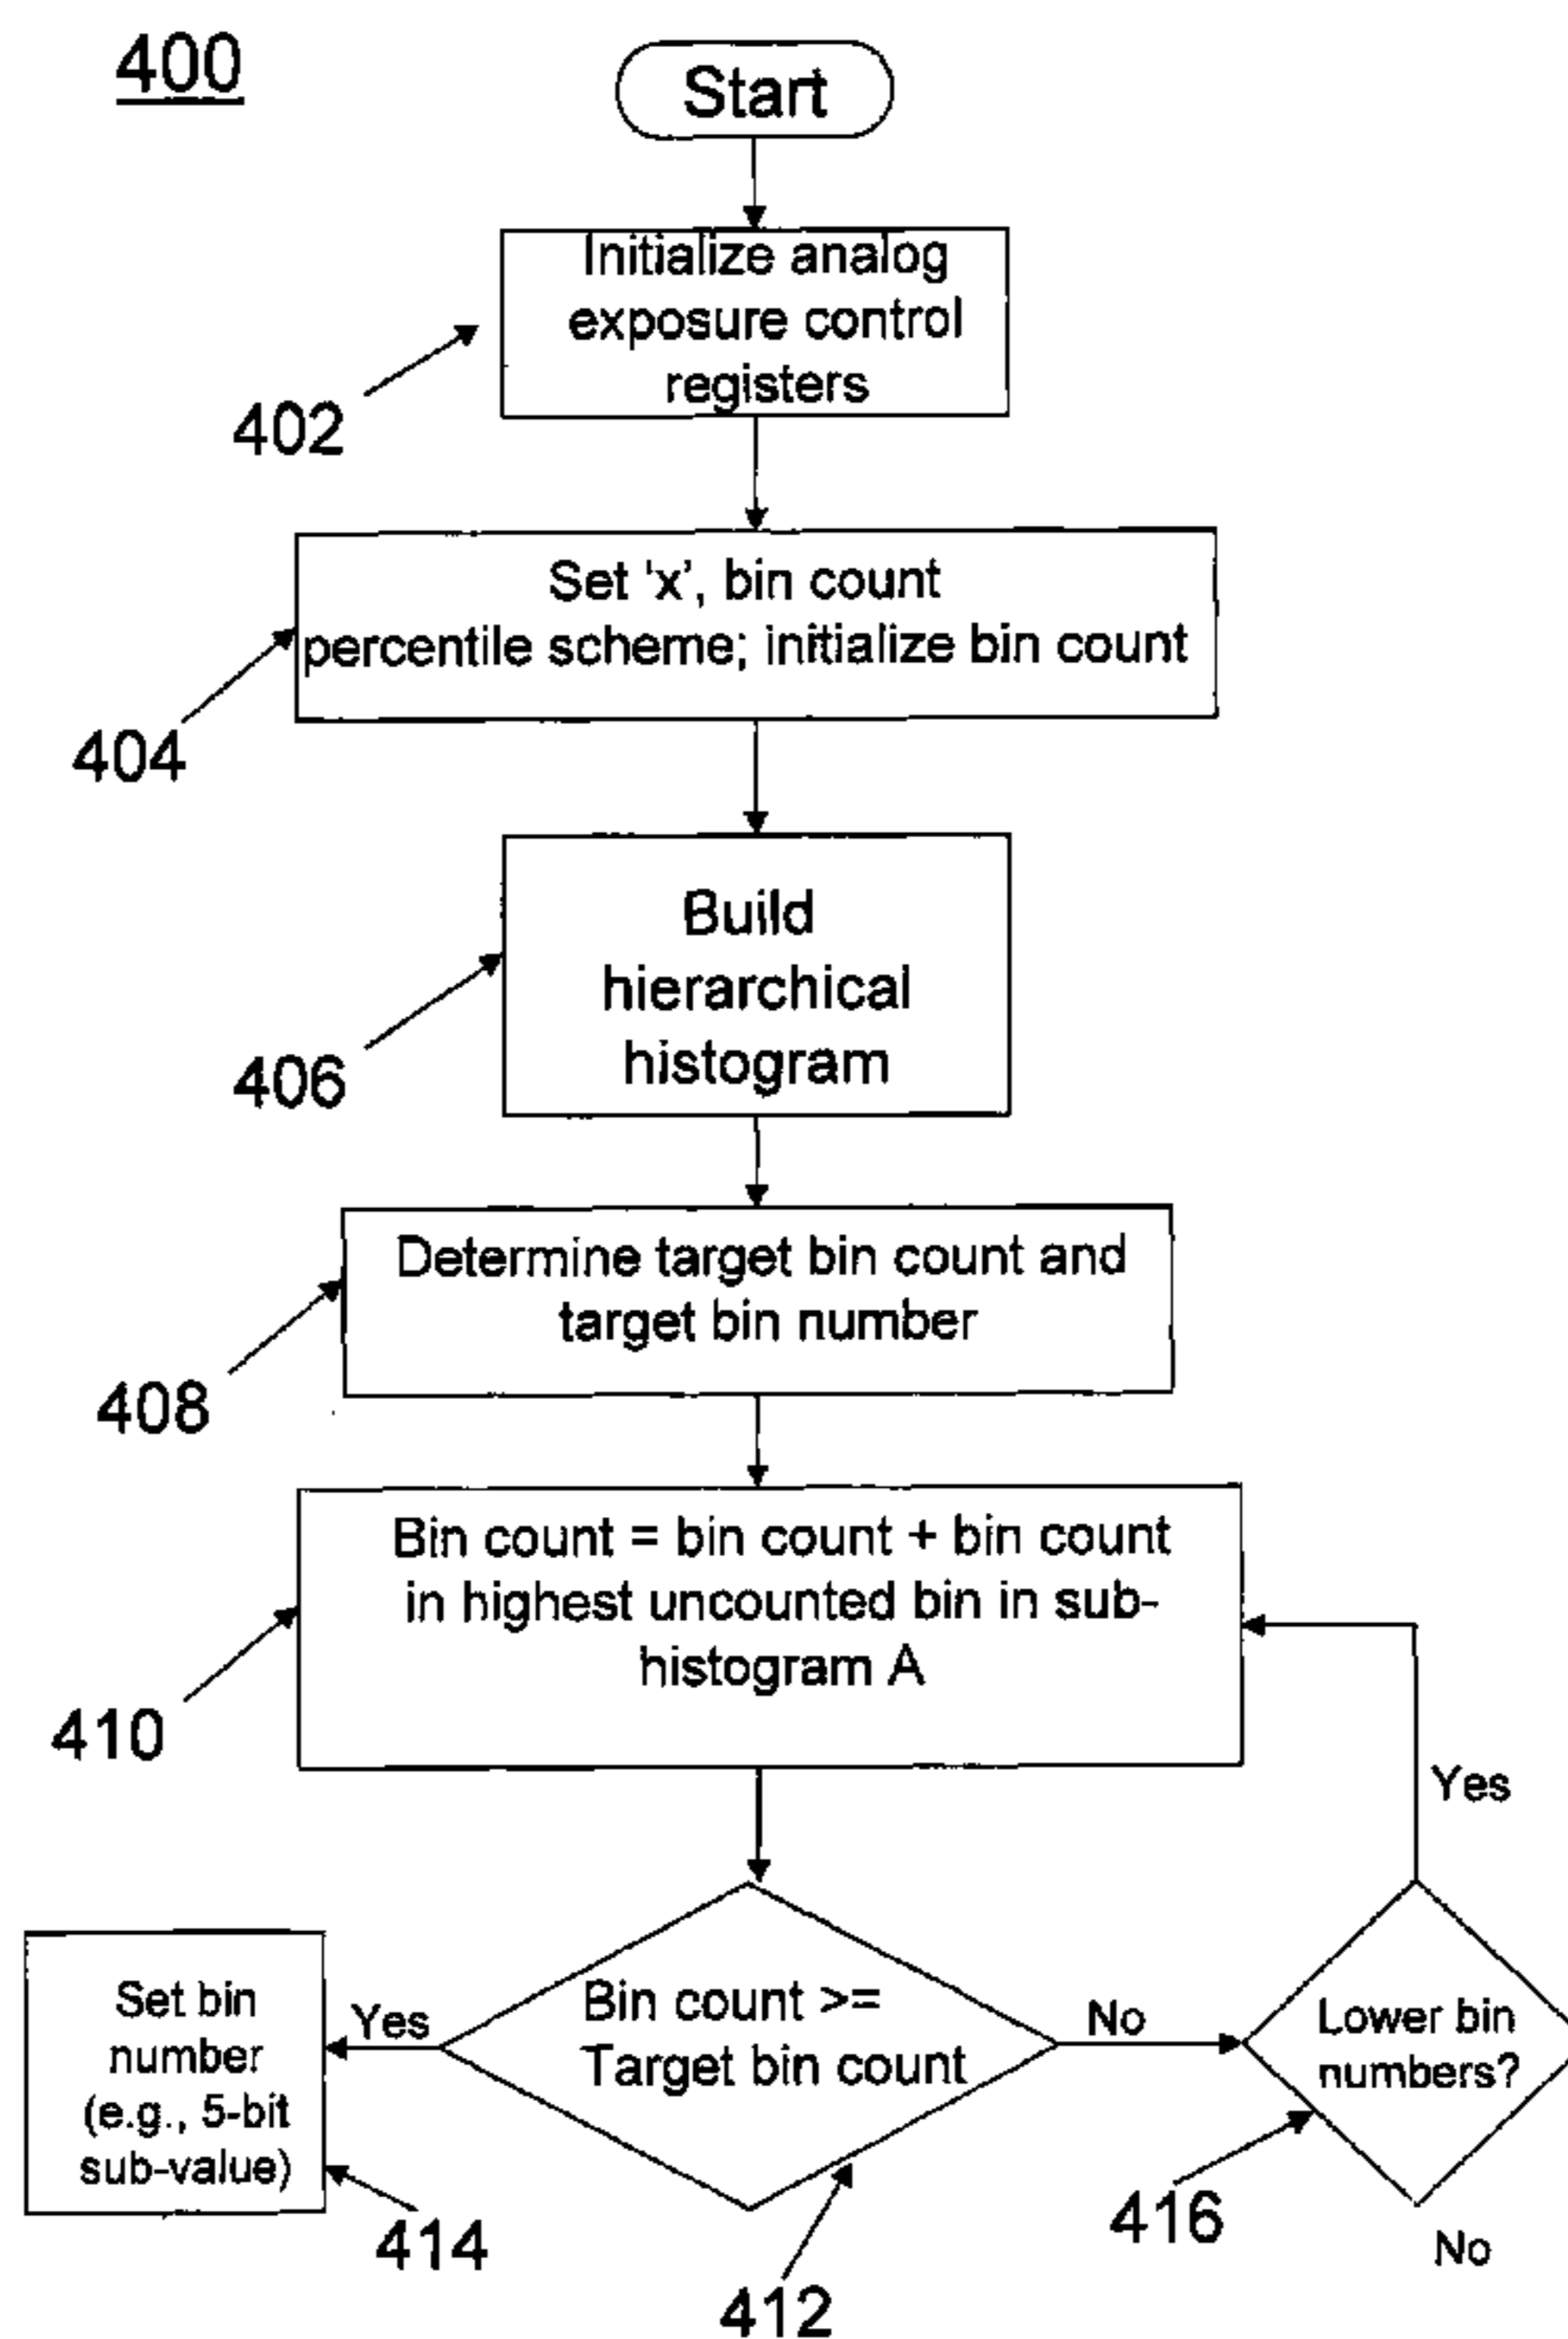 400
Start
Initialize analog
exposure control
registers
402
Set 'x', bin count
percentile scheme; initialize bin count
404
Build
hierarchical
histogram
406
Determine target bin count and
target bin number
408
Bin count = bin count + bin count
in highest uncounted bin in sub-
histogram A
410
Yes
Set bin
number
(e.g., 5-bit
sub-value)
Yes
Bin count >=
Target bin count
No
Lower bin
numbers?
414
412
416
No